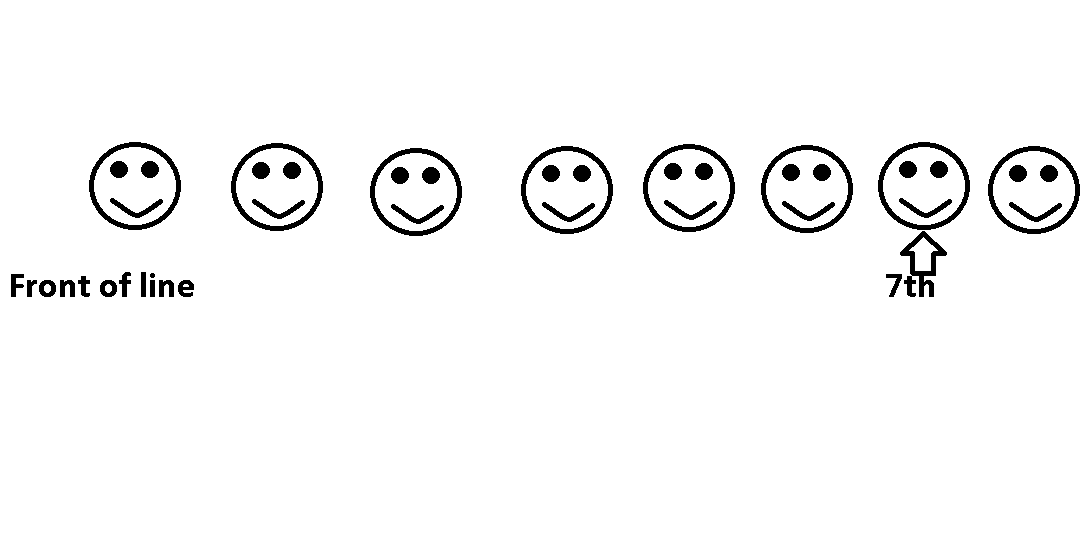 Front of line
7th